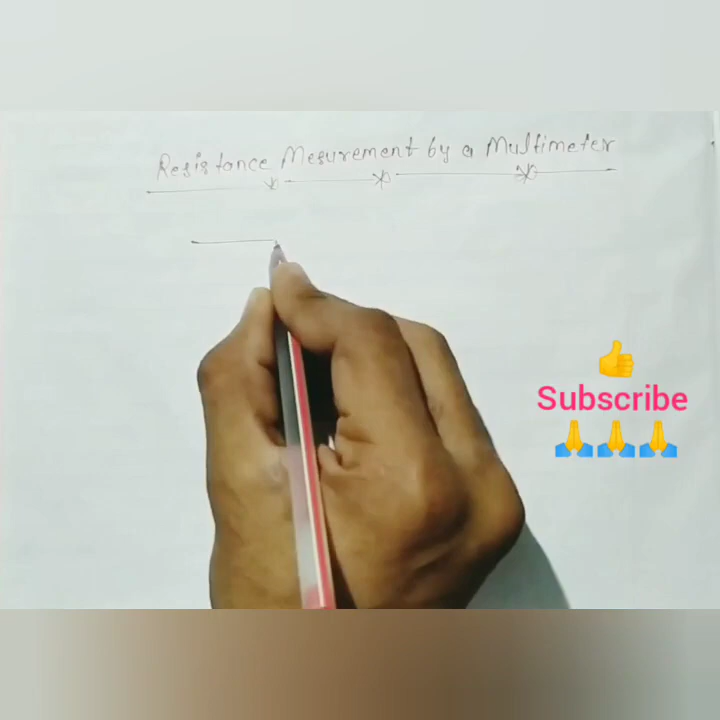 Resistance Mesurement by a Multimeter
👍
Subscribe
🙏🙏🙏